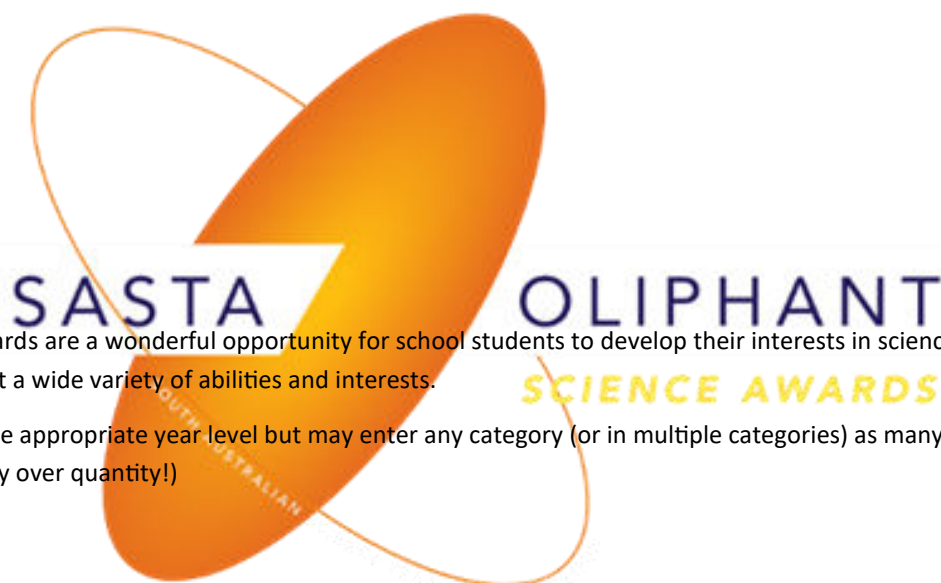 SASTA OLIPHANT
ards are a wonderful opportunity for school students to develop their interests in scienc
t a wide variety of abilities and interests.
SCIENCE AWARDS
OUTH AUSTRALIAN
e appropriate year level but may enter any category (or in multiple categories) as many
y over quantity!)